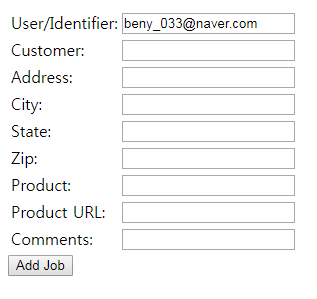 User/Identifier: beny_033@naver.com
Customer:
Address:
City:
State:
Zip:
Product:
Product URL:
Comments:
Add Job